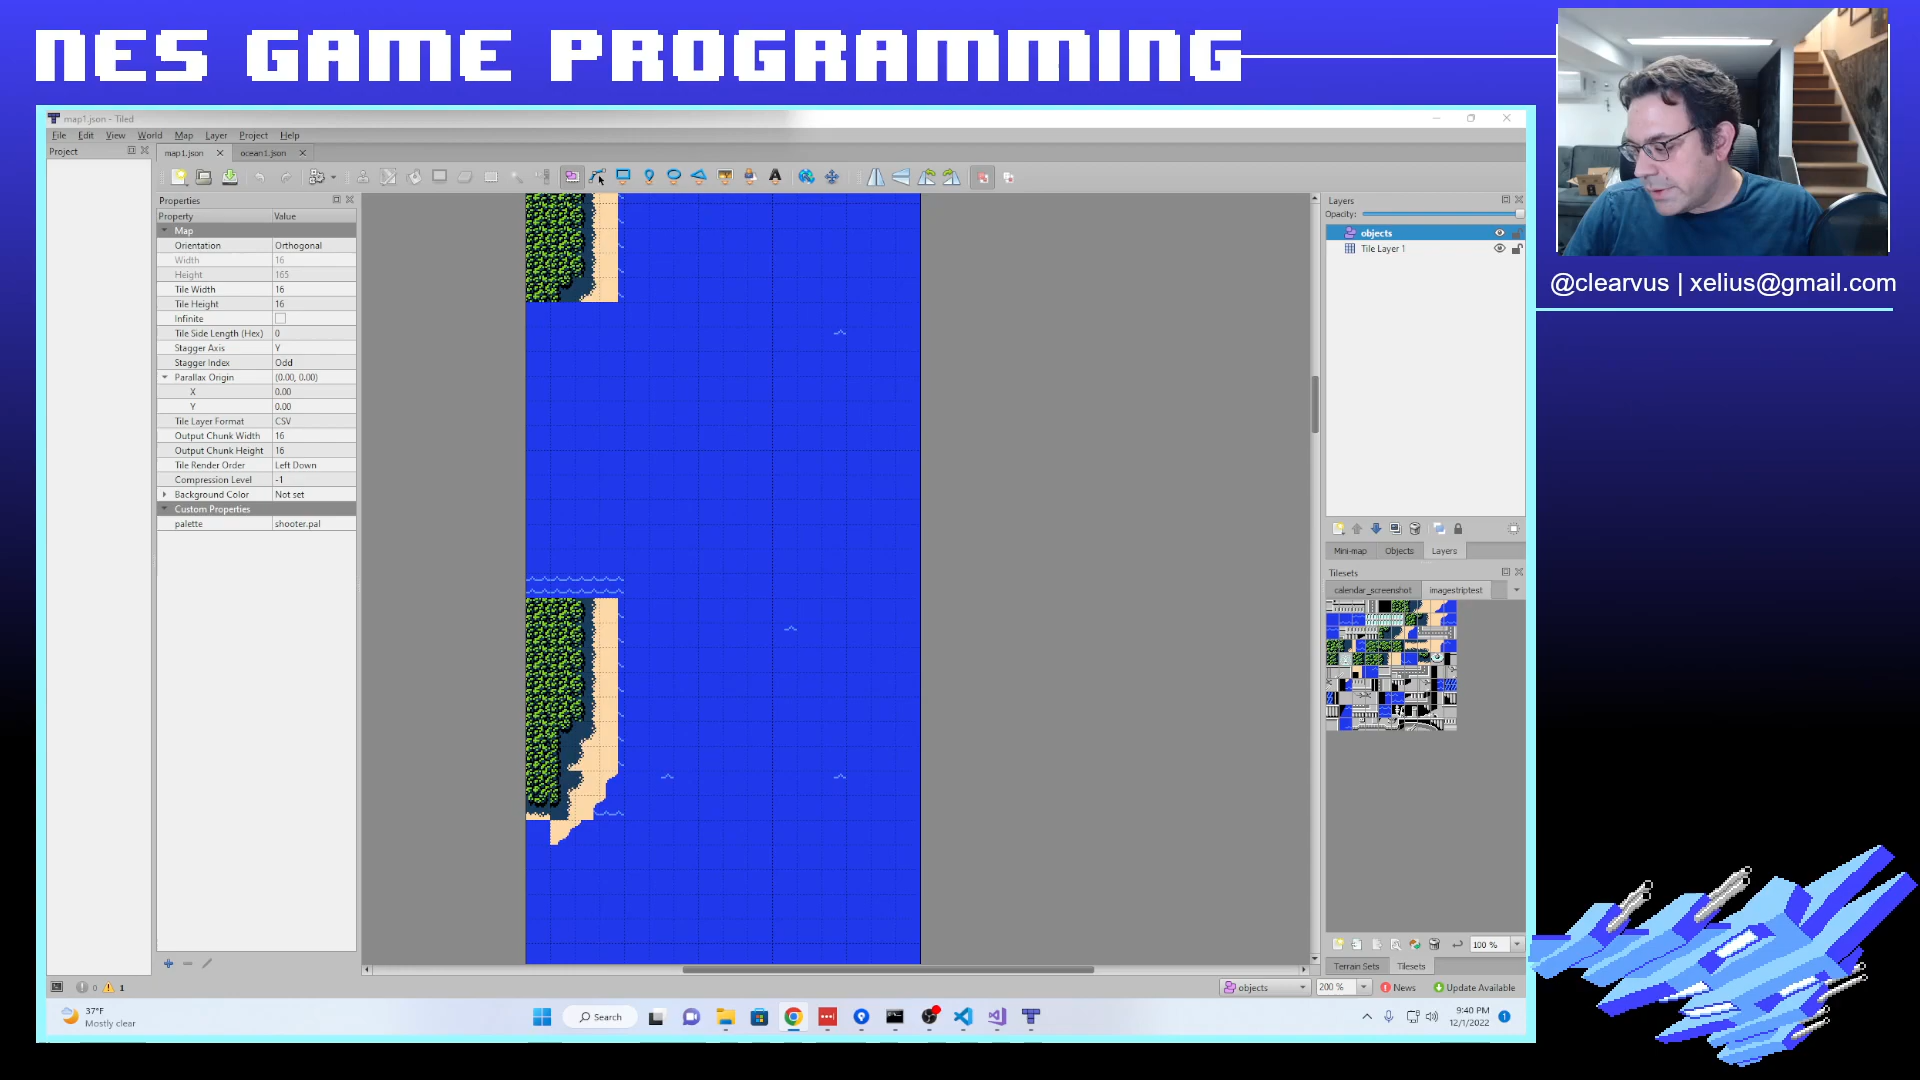 NES GAME PROGRAMMING
@clearvus | xelius@gmail.com
map1.json - Tiled
File Edit View World Map Layer Project Help
Project
map1.json
ocean1.json
Properties
Property Value
Map
Orientation Orthogonal
Width 16
Height 165
Tile Width 16
Tile Height 16
Infinite
Tile Side Length (Hex) 0
Stagger Axis Y
Stagger Index Odd
Parallax Origin (0.00, 0.00)
X 0.00
Y 0.00
Tile Layer Format CSV
Output Chunk Width 16
Output Chunk Height 16
Tile Render Order Left Down
Compression Level -1
Background Color Not set
Custom Properties
palette shooter.pal
Layers
Opacity:
objects
Tile Layer 1
Mini-map Objects Layers
Tilesets
calendar_screenshot imagestriptest
100 %
Terrain Sets Tilesets
0 1
objects
200 %
News
Update Available
37°F
Mostly clear
Search
9:40 PM
12/1/2022
1